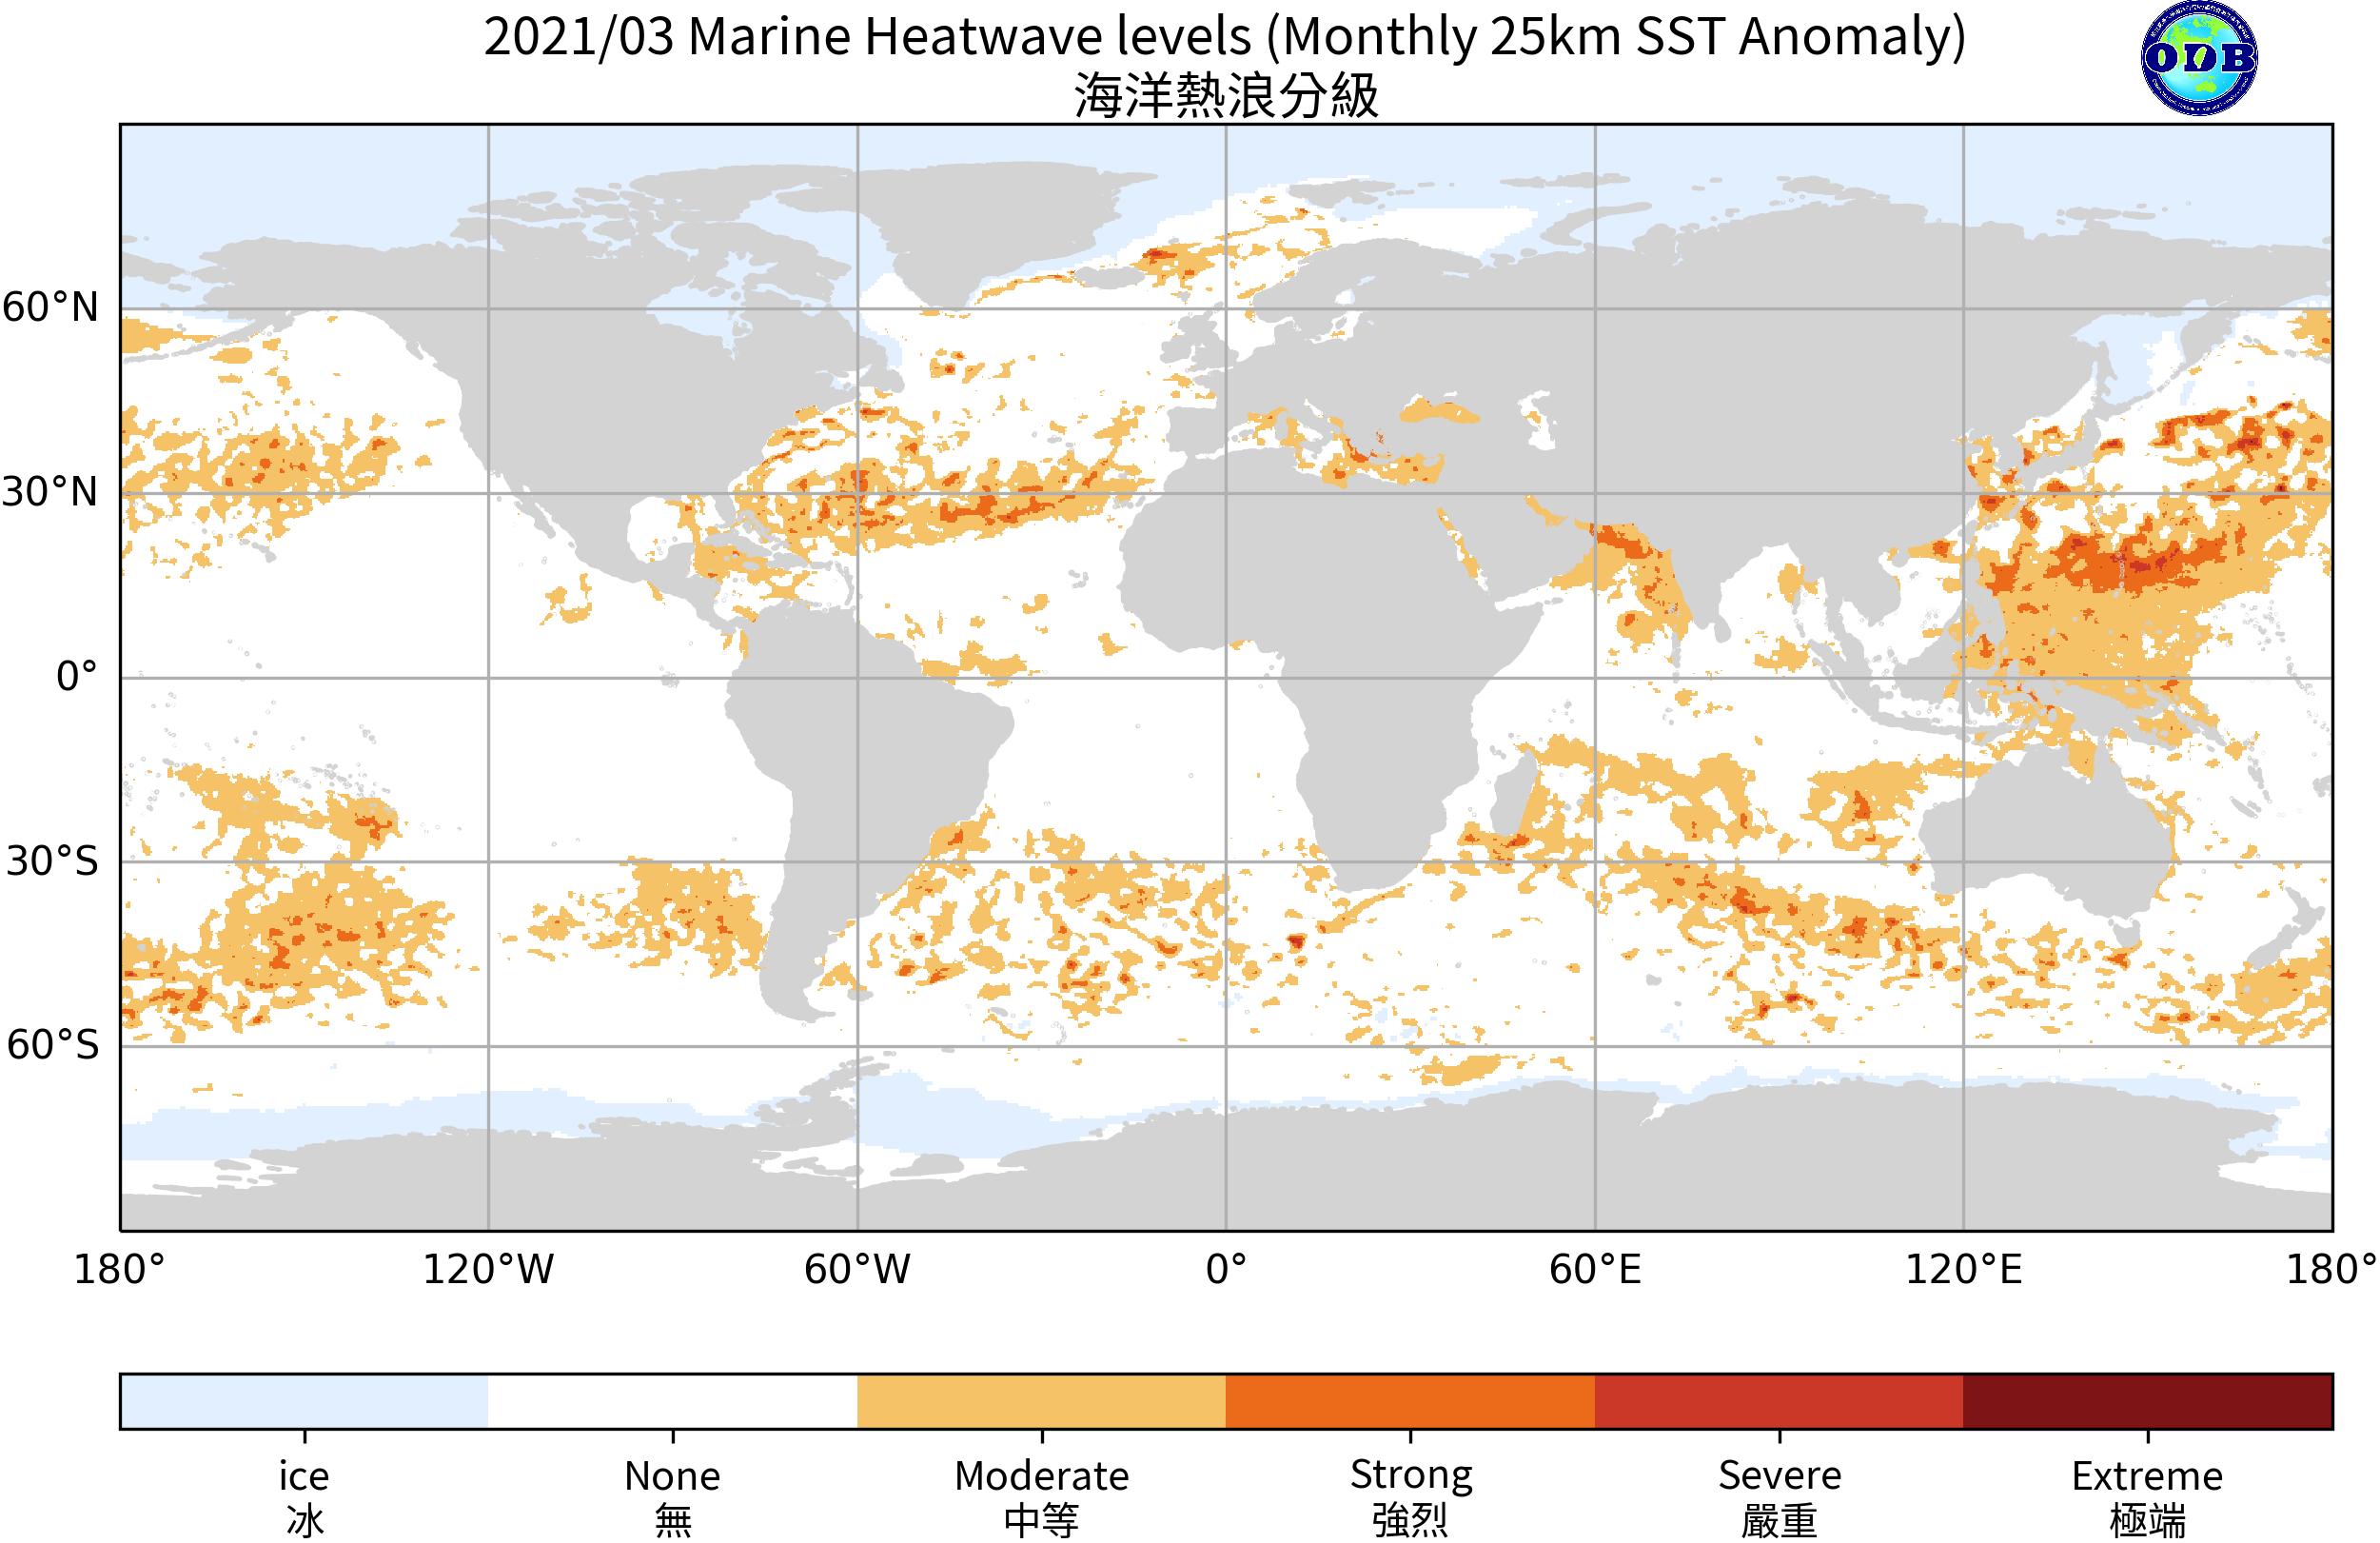 2021/03 Marine Heatwave levels (Monthly 25km SST Anomaly)
海洋熱浪分級
ODB
60°N
30°N
0°
30°S
60°S
180° 120°W 60°W 0° 60°E 120°E 180°
ice None Moderate Strong Severe Extreme
冰 無 中等 強烈 嚴重 極端